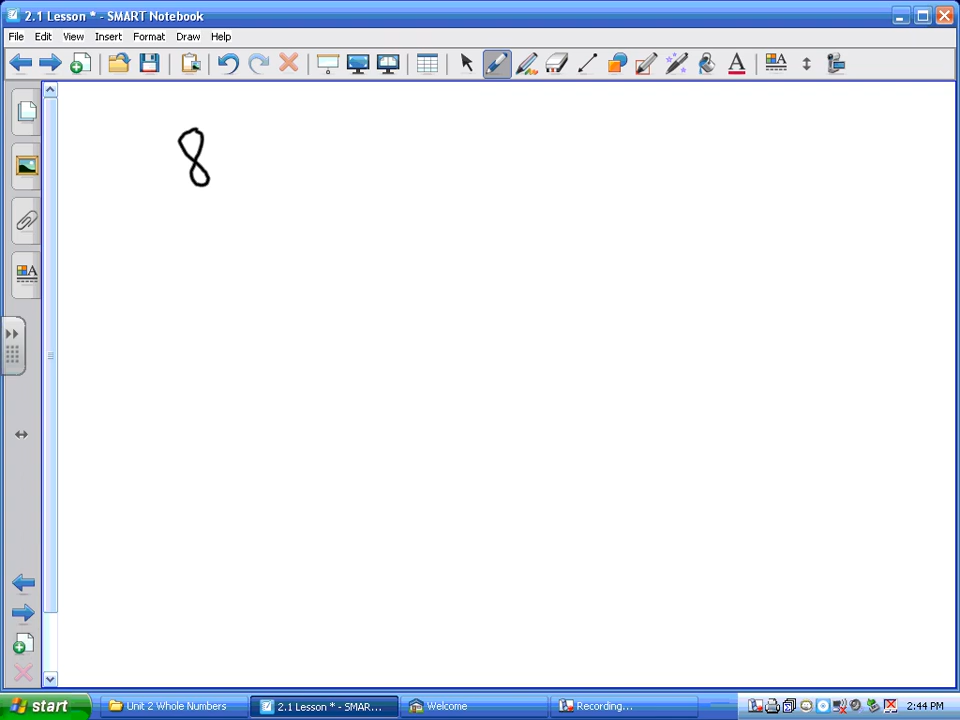 2.1 Lesson * - SMART Notebook
File Edit View Insert Format Draw Help
8
start Unit 2 Whole Numbers 2.1 Lesson * - SMAR... Welcome Recording... 2:44 PM